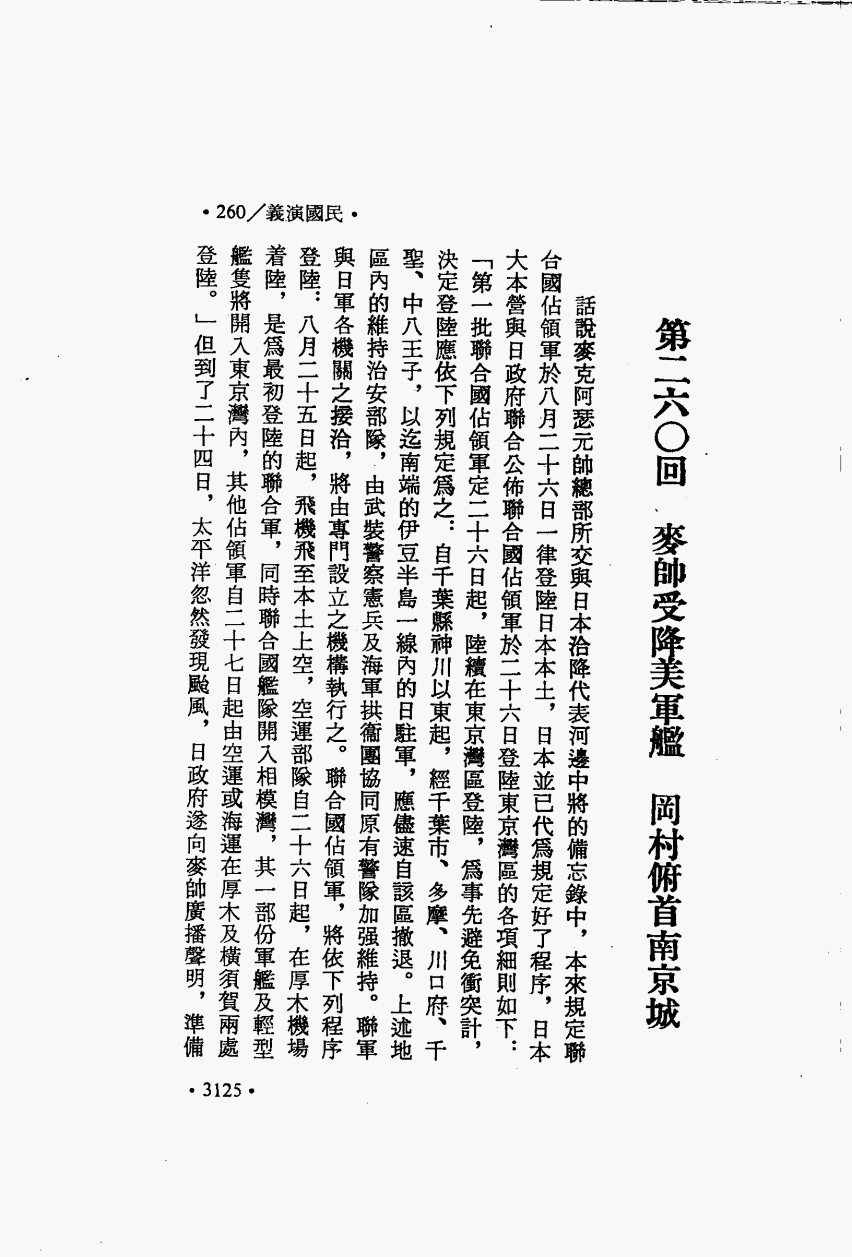 •260/義演國民•
第二六〇回　麥帥受降美軍艦　岡村俯首南京城
話說麥克阿瑟元帥總部所交與日本洽降代表河邊中將的備忘錄中，本來規定聯
台國佔領軍於八月二十六日一律登陸日本本土，日本並已代爲規定好了程序，日本
大本營與日政府聯合公佈聯合國佔領軍於二十六日登陸東京灣區的各項細則如下：
「第一批聯合國佔領軍定二十六日起，陸續在東京灣區登陸，爲事先避免衝突計，
決定登陸應依下列規定爲之：自千葉縣神川以東起，經千葉市、多摩、川口府、千
聖、中八王子，以迄南端的伊豆半島一線內的日駐軍，應儘速自該區撤退。上述地
區內的維持治安部隊，由武裝警察憲兵及海軍拱衞團協同原有警隊加强維持。聯軍
與日軍各機關之接洽，將由專門設立之機構執行之。聯合國佔領軍，將依下列程序
登陸：八月二十五日起，飛機飛至本土上空，空運部隊自二十六日起，在厚木機場
着陸，是爲最初登陸的聯合軍，同時聯合國艦隊開入相模灣，其一部份軍艦及輕型
艦隻將開入東京灣內，其他佔領軍自二十七日起由空運或海運在厚木及橫須賀兩處
登陸。」但到了二十四日，太平洋忽然發現颱風，日政府遂向麥帥廣播聲明，準備
•3125•